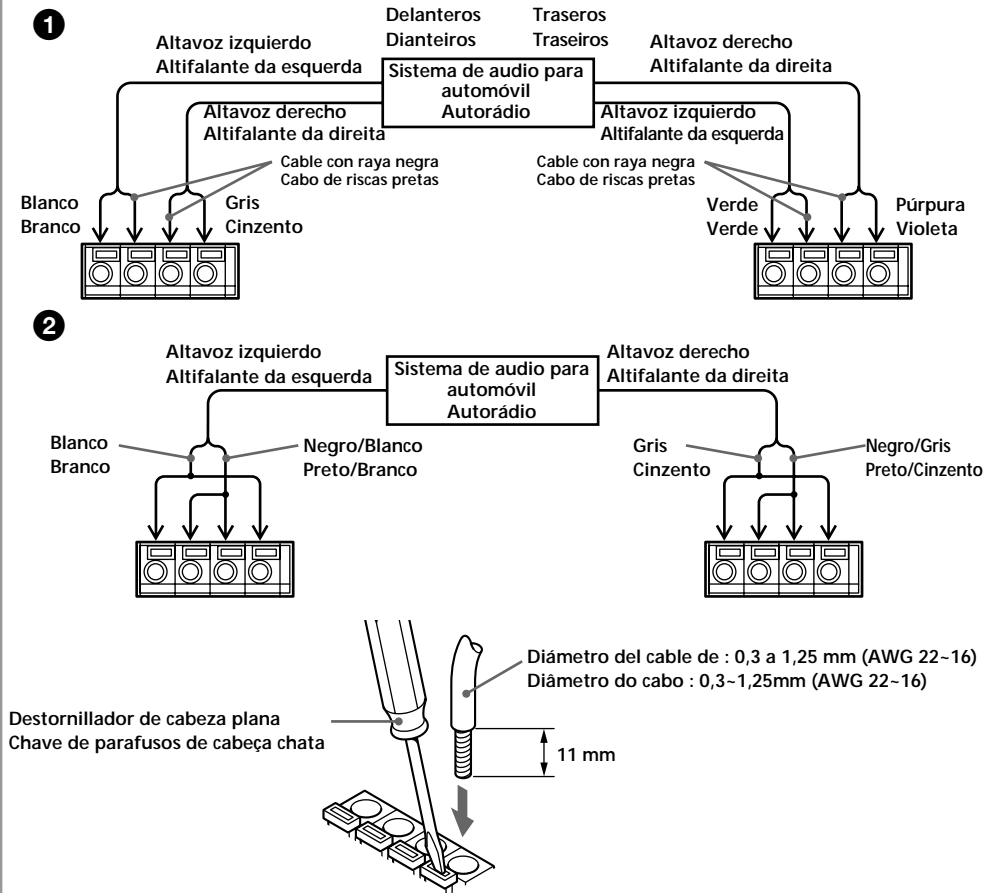 1
Delanteros
Dianteiros
Traseros
Traseiros
Altavoz izquierdo
Altifalante da esquerda
Altavoz derecho
Altifalante da direita
Sistema de audio para
automóvil
Autorádio
Altavoz derecho
Altifalante da direita
Altavoz izquierdo
Altifalante da esquerda
Cable con raya negra
Cabo de riscas pretas
Cable con raya negra
Cabo de riscas pretas
Blanco
Branco
Gris
Cinzento
Verde
Verde
Púrpura
Violeta
2
Altavoz izquierdo
Altifalante da esquerda
Sistema de audio para
automóvil
Autorádio
Altavoz derecho
Altifalante da direita
Blanco
Branco
Negro/Blanco
Preto/Branco
Gris
Cinzento
Negro/Gris
Preto/Cinzento
Diámetro del cable de : 0,3 a 1,25 mm (AWG 22~16)
Diâmetro do cabo : 0,3~1,25mm (AWG 22~16)
Destornillador de cabeza plana
Chave de parafusos de cabeça chata
11 mm